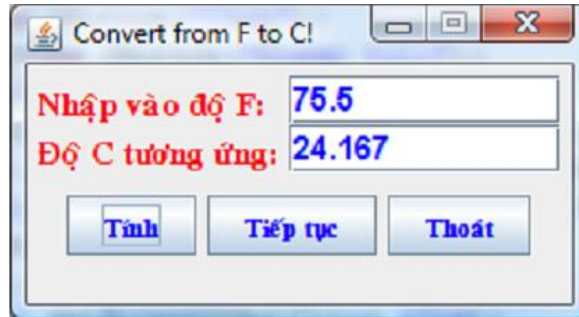 Convert from F to C!
Nhập vào độ F: 75.5
Độ C tương ứng: 24.167
Tính Tiếp tục Thoát